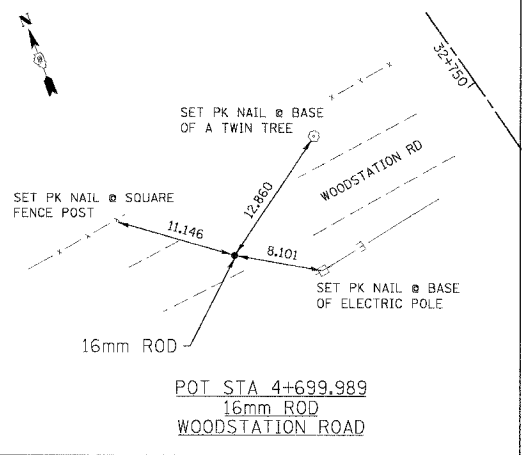 N
32+750
SET PK NAIL @ BASE
OF A TWIN TREE
WOODSTATION RD
12.860
SET PK NAIL @ SQUARE
FENCE POST
11.146
8.101
SET PK NAIL @ BASE
OF ELECTRIC POLE
16mm ROD
POT STA 4+699.989
16mm ROD
WOODSTATION ROAD